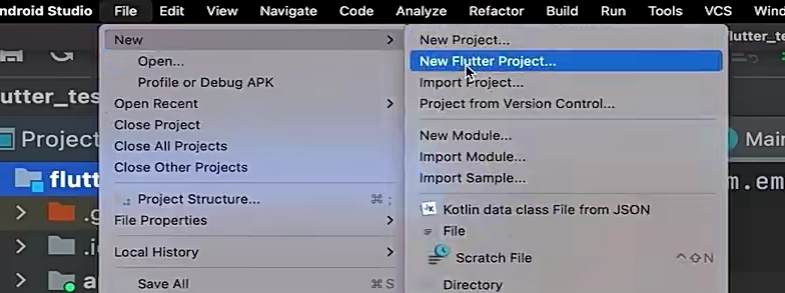 ndroid Studio File Edit View Navigate Code Analyze Refactor Build Run Tools VCS Wind
New
Open...
Profile or Debug APK
Open Recent
Close Project
Close All Projects
Close Other Projects
Project Structure... ⌘ ;
File Properties
Local History
Save All ⌘ S
New Project...
New Flutter Project...
Import Project...
Project from Version Control...
New Module...
Import Module...
Import Sample...
Kotlin data class File from JSON
File
Scratch File ^⇧N
Directory
lutter_te
utter_tes
Project
Main
flutt
m.em
.g
.i
a